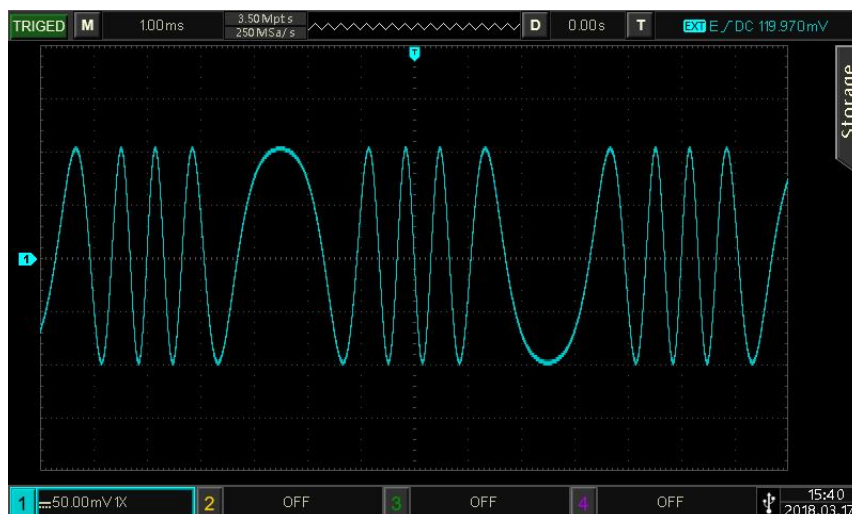 TRIGED M 1.00ms 3.50Mpts D 0.00s T EXT E DC 119.970mV
250MSa/s
T
Storage
1
1 50.00mV 1X 2 OFF 3 OFF 4 OFF 15:40
2018.03.17